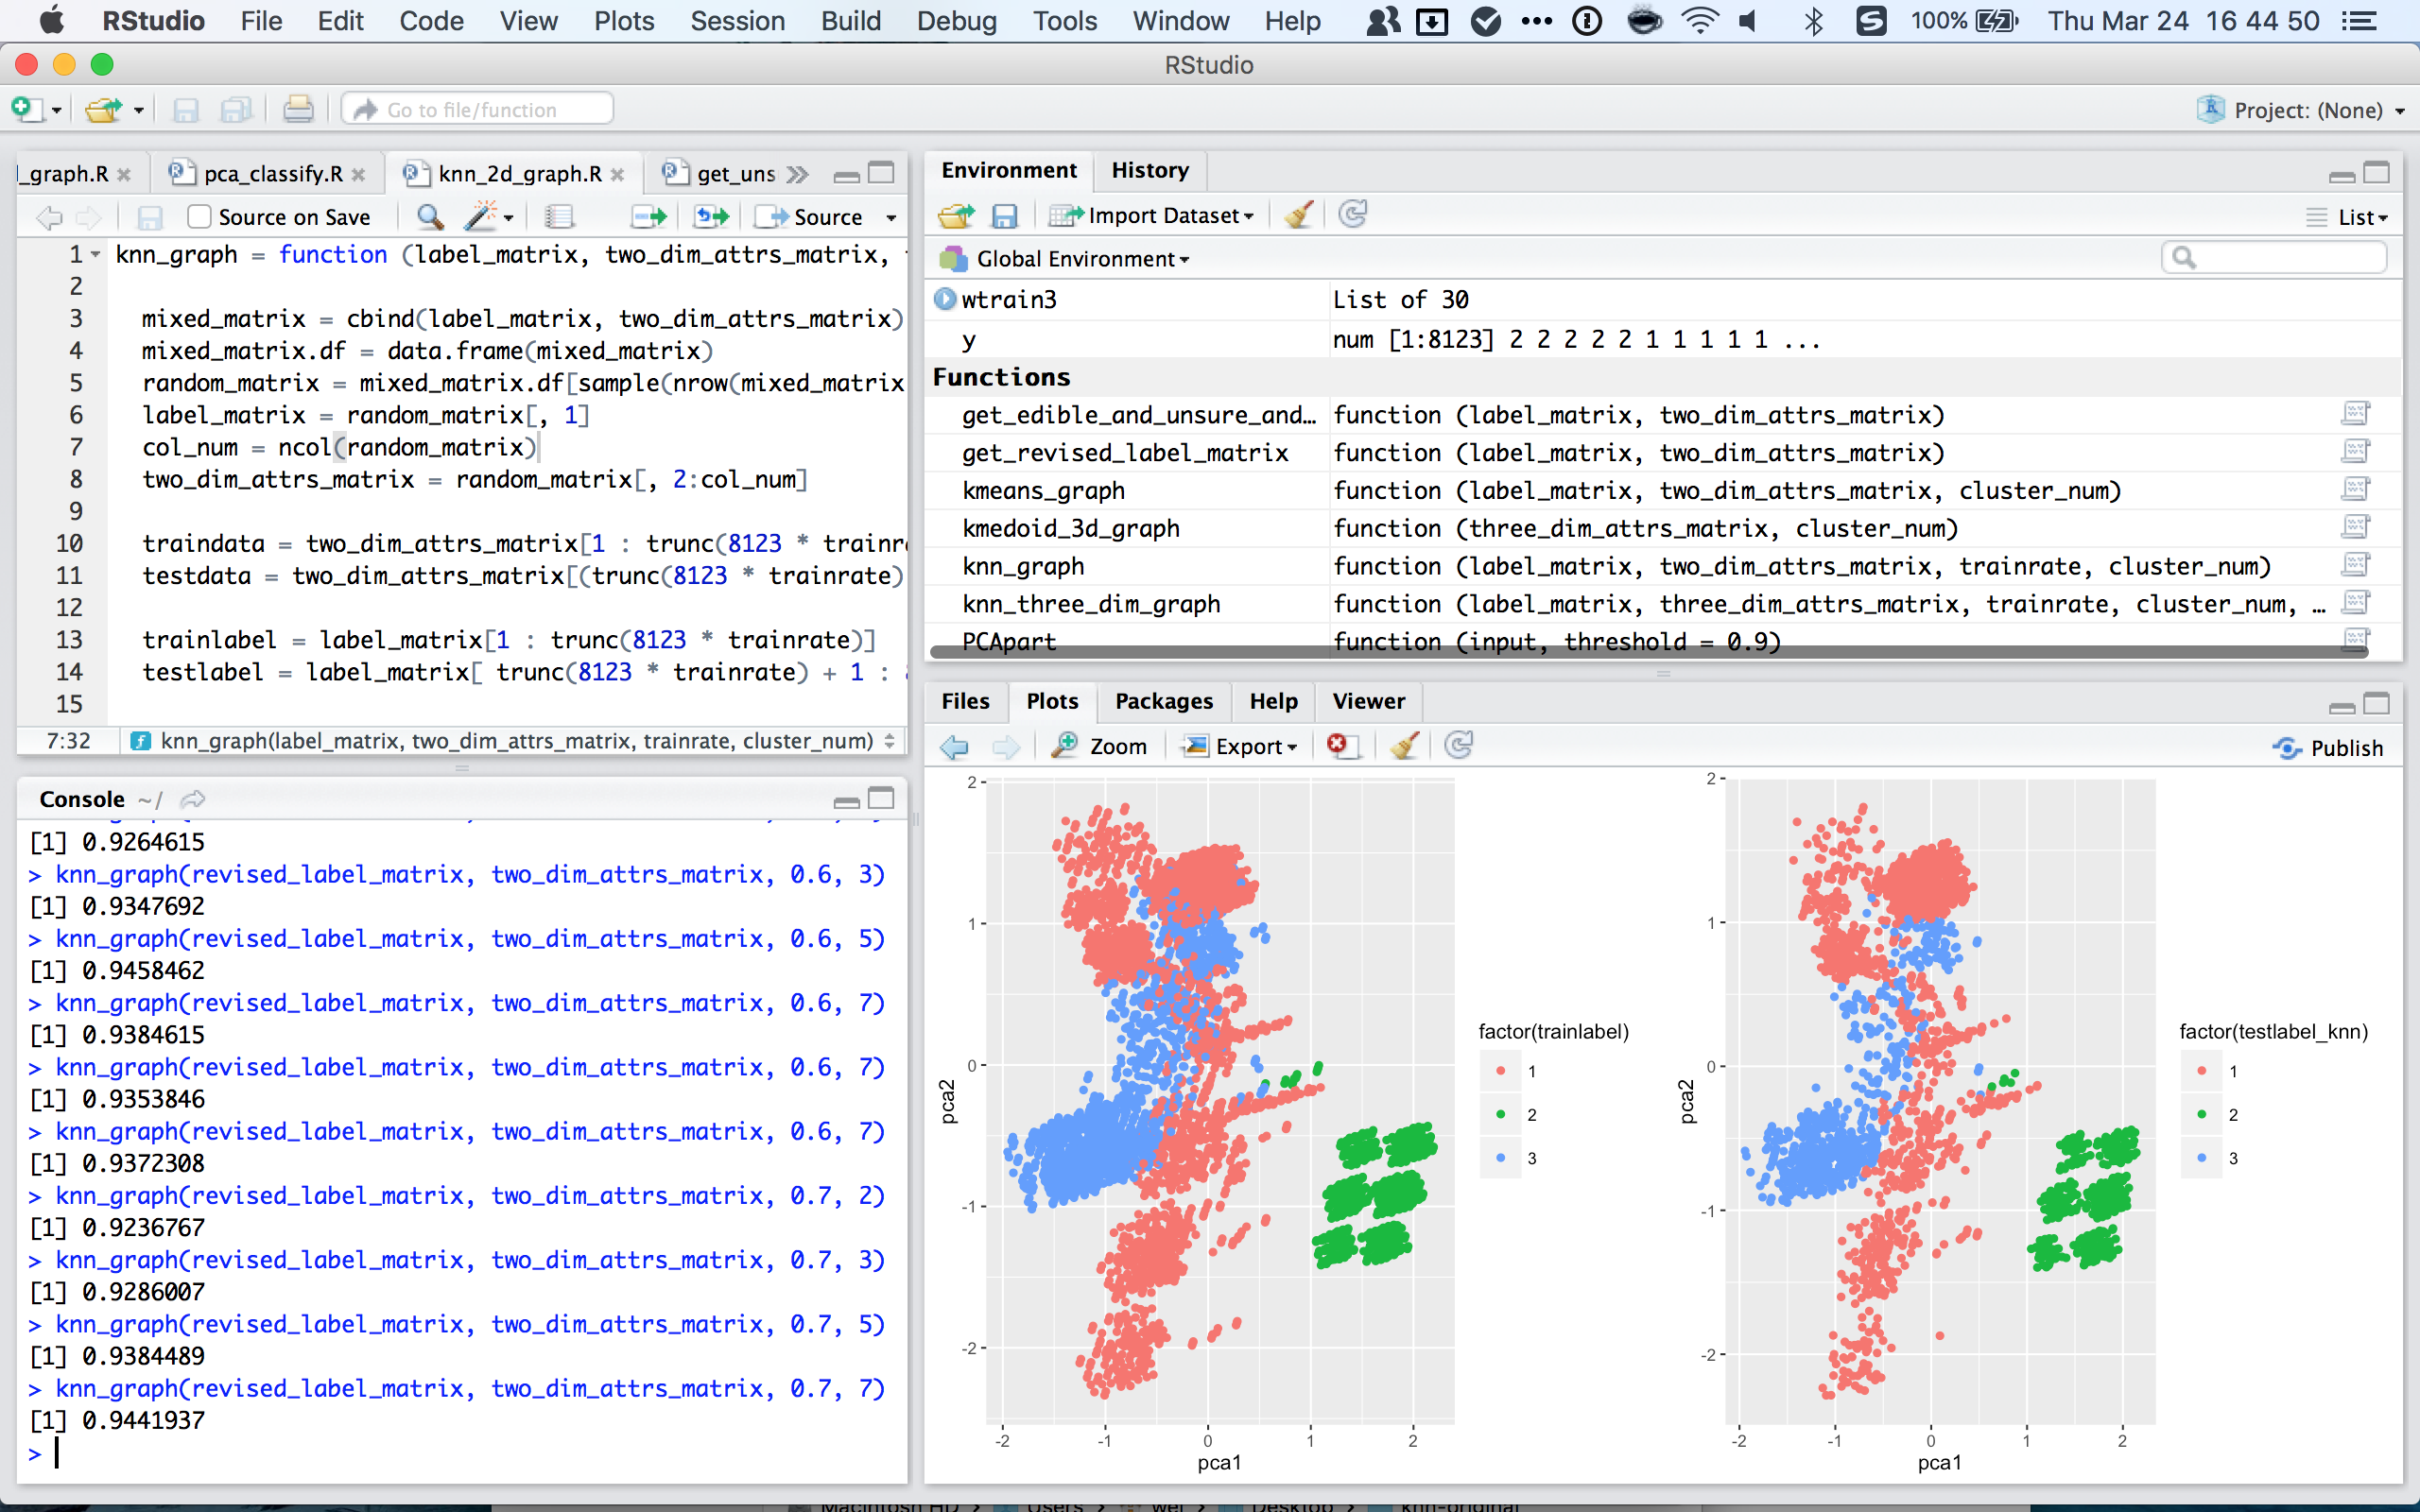 RStudio File Edit Code View Plots Session Build Debug Tools Window Help 100% Thu Mar 24 16 44 50
RStudio
Go to file/function
Project: (None)
_graph.R pca_classify.R knn_2d_graph.R get_uns
Source on Save Source
1 knn_graph = function (label_matrix, two_dim_attrs_matrix,
2
3 mixed_matrix = cbind(label_matrix, two_dim_attrs_matrix)
4 mixed_matrix.df = data.frame(mixed_matrix)
5 random_matrix = mixed_matrix.df[sample(nrow(mixed_matrix
6 label_matrix = random_matrix[, 1]
7 col_num = ncol(random_matrix)
8 two_dim_attrs_matrix = random_matrix[, 2:col_num]
9
10 traindata = two_dim_attrs_matrix[1 : trunc(8123 * trainr
11 testdata = two_dim_attrs_matrix[(trunc(8123 * trainrate)
12
13 trainlabel = label_matrix[1 : trunc(8123 * trainrate)]
14 testlabel = label_matrix[ trunc(8123 * trainrate) + 1 :
15
7:32 knn_graph(label_matrix, two_dim_attrs_matrix, trainrate, cluster_num)
Console ~/
[1] 0.9264615
> knn_graph(revised_label_matrix, two_dim_attrs_matrix, 0.6, 3)
[1] 0.9347692
> knn_graph(revised_label_matrix, two_dim_attrs_matrix, 0.6, 5)
[1] 0.9458462
> knn_graph(revised_label_matrix, two_dim_attrs_matrix, 0.6, 7)
[1] 0.9384615
> knn_graph(revised_label_matrix, two_dim_attrs_matrix, 0.6, 7)
[1] 0.9353846
> knn_graph(revised_label_matrix, two_dim_attrs_matrix, 0.6, 7)
[1] 0.9372308
> knn_graph(revised_label_matrix, two_dim_attrs_matrix, 0.7, 2)
[1] 0.9236767
> knn_graph(revised_label_matrix, two_dim_attrs_matrix, 0.7, 3)
[1] 0.9286007
> knn_graph(revised_label_matrix, two_dim_attrs_matrix, 0.7, 5)
[1] 0.9384489
> knn_graph(revised_label_matrix, two_dim_attrs_matrix, 0.7, 7)
[1] 0.9441937
>
Environment History
Import Dataset List
Global Environment
wtrain3 List of 30
y num [1:8123] 2 2 2 2 2 1 1 1 1 1 ...
Functions
get_edible_and_unsure_and… function (label_matrix, two_dim_attrs_matrix)
get_revised_label_matrix function (label_matrix, two_dim_attrs_matrix)
kmeans_graph function (label_matrix, two_dim_attrs_matrix, cluster_num)
kmedoid_3d_graph function (three_dim_attrs_matrix, cluster_num)
knn_graph function (label_matrix, two_dim_attrs_matrix, trainrate, cluster_num)
knn_three_dim_graph function (label_matrix, three_dim_attrs_matrix, trainrate, cluster_num, …
PCApart function (input, threshold = 0.9)
Files Plots Packages Help Viewer
Zoom Export Publish
2
1
0
-1
-2
pca2
-2 -1 0 1 2
pca1
factor(trainlabel)
1
2
3
2
1
0
-1
-2
pca2
-2 -1 0 1 2
pca1
factor(testlabel_knn)
1
2
3
Macintosh HD Users wei Desktop knn-original